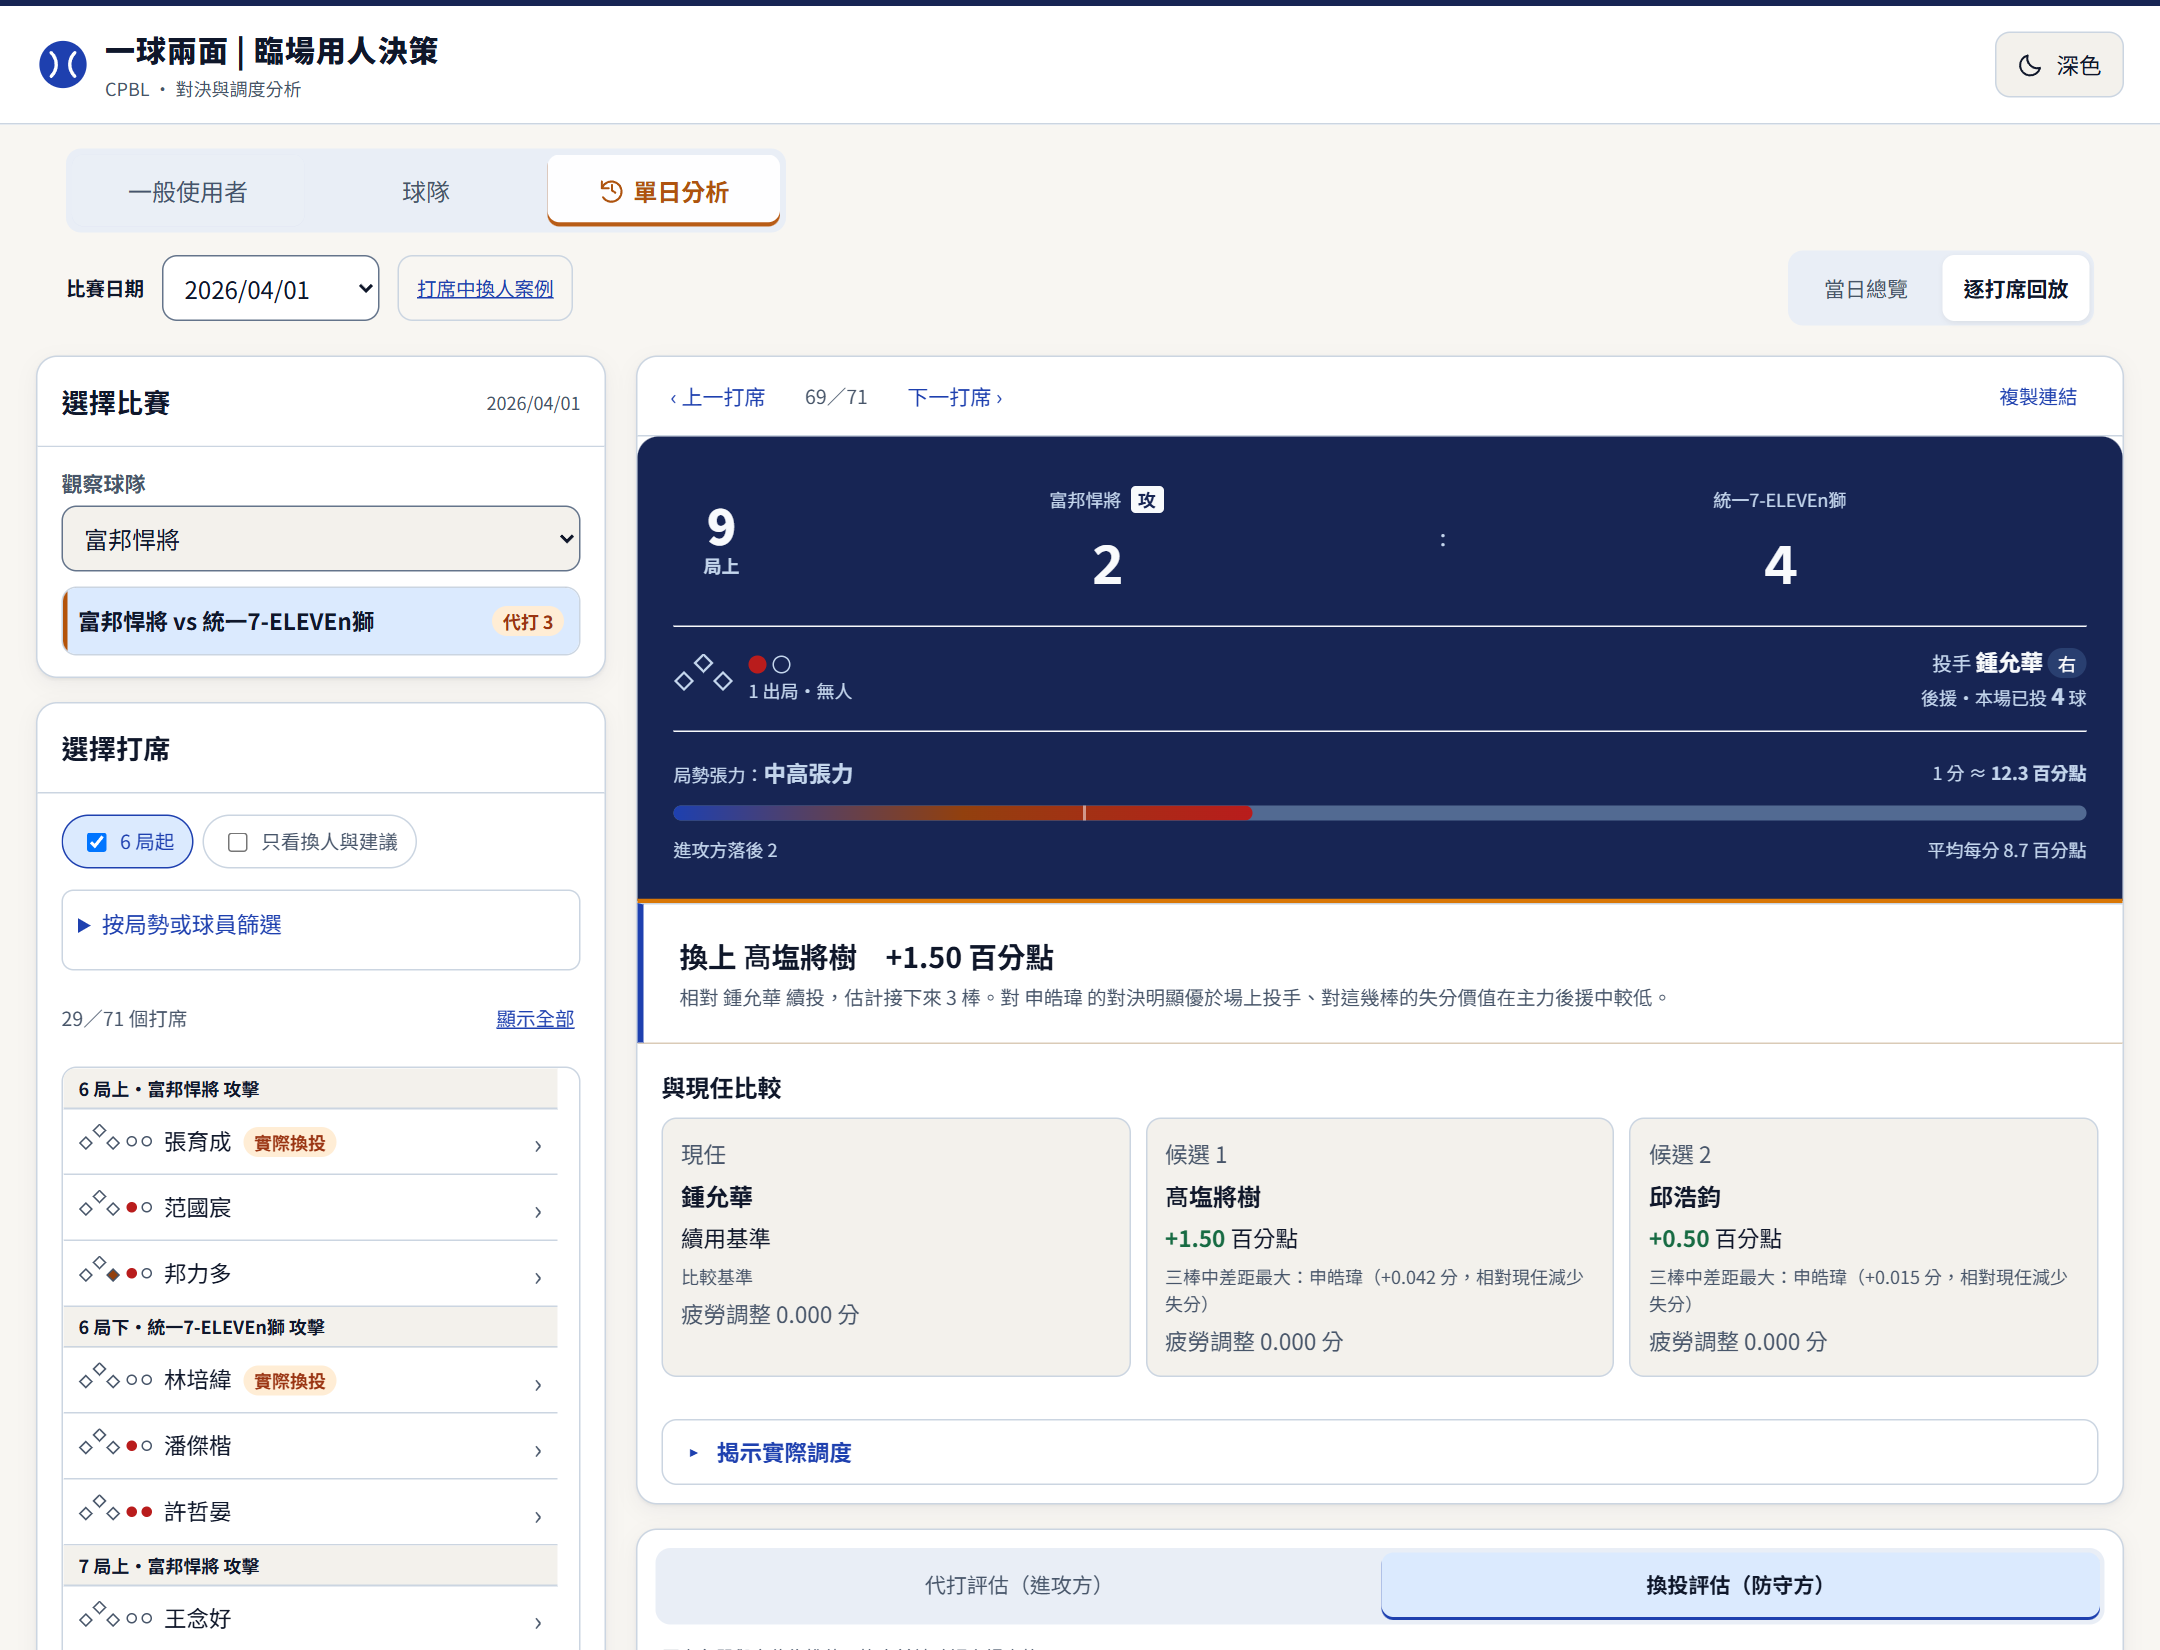 一球兩面 | 臨場用人決策
CPBL · 對決與調度分析
深色
一般使用者
球隊
單日分析
比賽日期
2026/04/01
打席中換人案例
當日總覽
逐打席回放
選擇比賽
2026/04/01
觀察球隊
富邦悍將
富邦悍將 vs 統一7-ELEVEn獅
代打 3
選擇打席
6 局起
只看換人與建議
▶ 按局勢或球員篩選
29／71 個打席
顯示全部
6 局上·富邦悍將 攻擊
張育成 實際換投 ›
范國宸 ›
邦力多 ›
6 局下·統一7-ELEVEn獅 攻擊
林培緯 實際換投 ›
潘傑楷 ›
許哲晏 ›
7 局上·富邦悍將 攻擊
王念好 ›
‹ 上一打席
69／71
下一打席 ›
複製連結
9
局上
富邦悍將 攻
2
:
統一7-ELEVEn獅
4
1 出局·無人
投手 鍾允華 右
後援·本場已投 4 球
局勢張力：中高張力
1 分 ≈ 12.3 百分點
進攻方落後 2
平均每分 8.7 百分點
換上 髙塩將樹 +1.50 百分點
相對 鍾允華 續投，估計接下來 3 棒。對 申皓瑋 的對決明顯優於場上投手、對這幾棒的失分價值在主力後援中較低。
與現任比較
現任
鍾允華
續用基準
比較基準
疲勞調整 0.000 分
候選 1
髙塩將樹
+1.50 百分點
三棒中差距最大：申皓瑋（+0.042 分，相對現任減少
失分）
疲勞調整 0.000 分
候選 2
邱浩鈞
+0.50 百分點
三棒中差距最大：申皓瑋（+0.015 分，相對現任減少
失分）
疲勞調整 0.000 分
▸ 揭示實際調度
代打評估（進攻方）
換投評估（防守方）